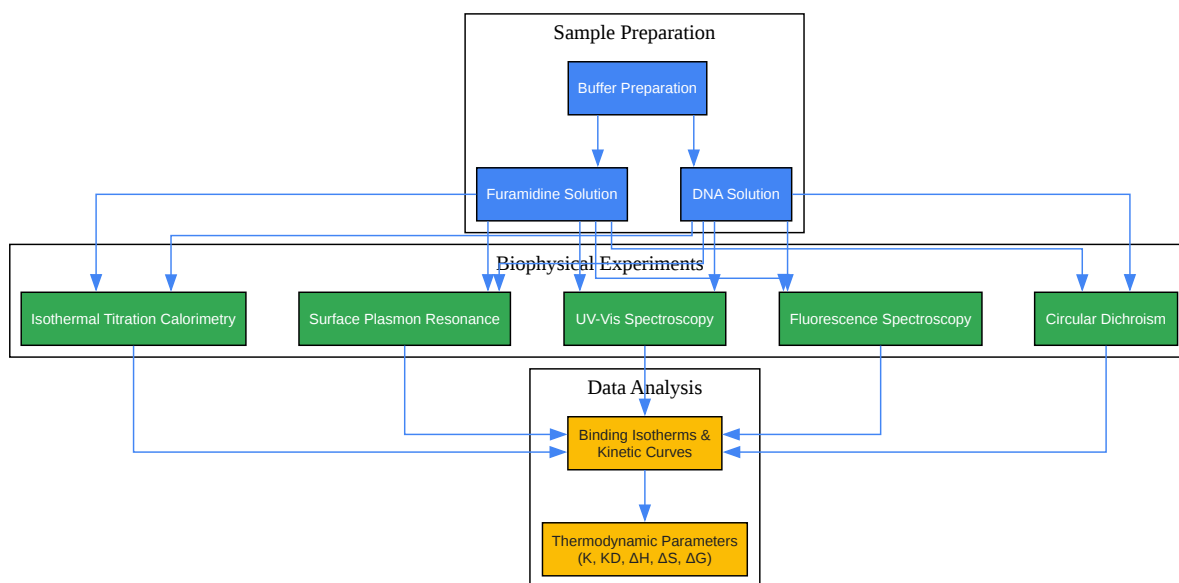 Sample Preparation
Buffer Preparation
Furamidine Solution
DNA Solution
Biophysical Experiments
Isothermal Titration Calorimetry
Surface Plasmon Resonance
UV-Vis Spectroscopy
Fluorescence Spectroscopy
Circular Dichroism
Data Analysis
Binding Isotherms &
Kinetic Curves
Thermodynamic Parameters
(K, KD, ΔH, ΔS, ΔG)